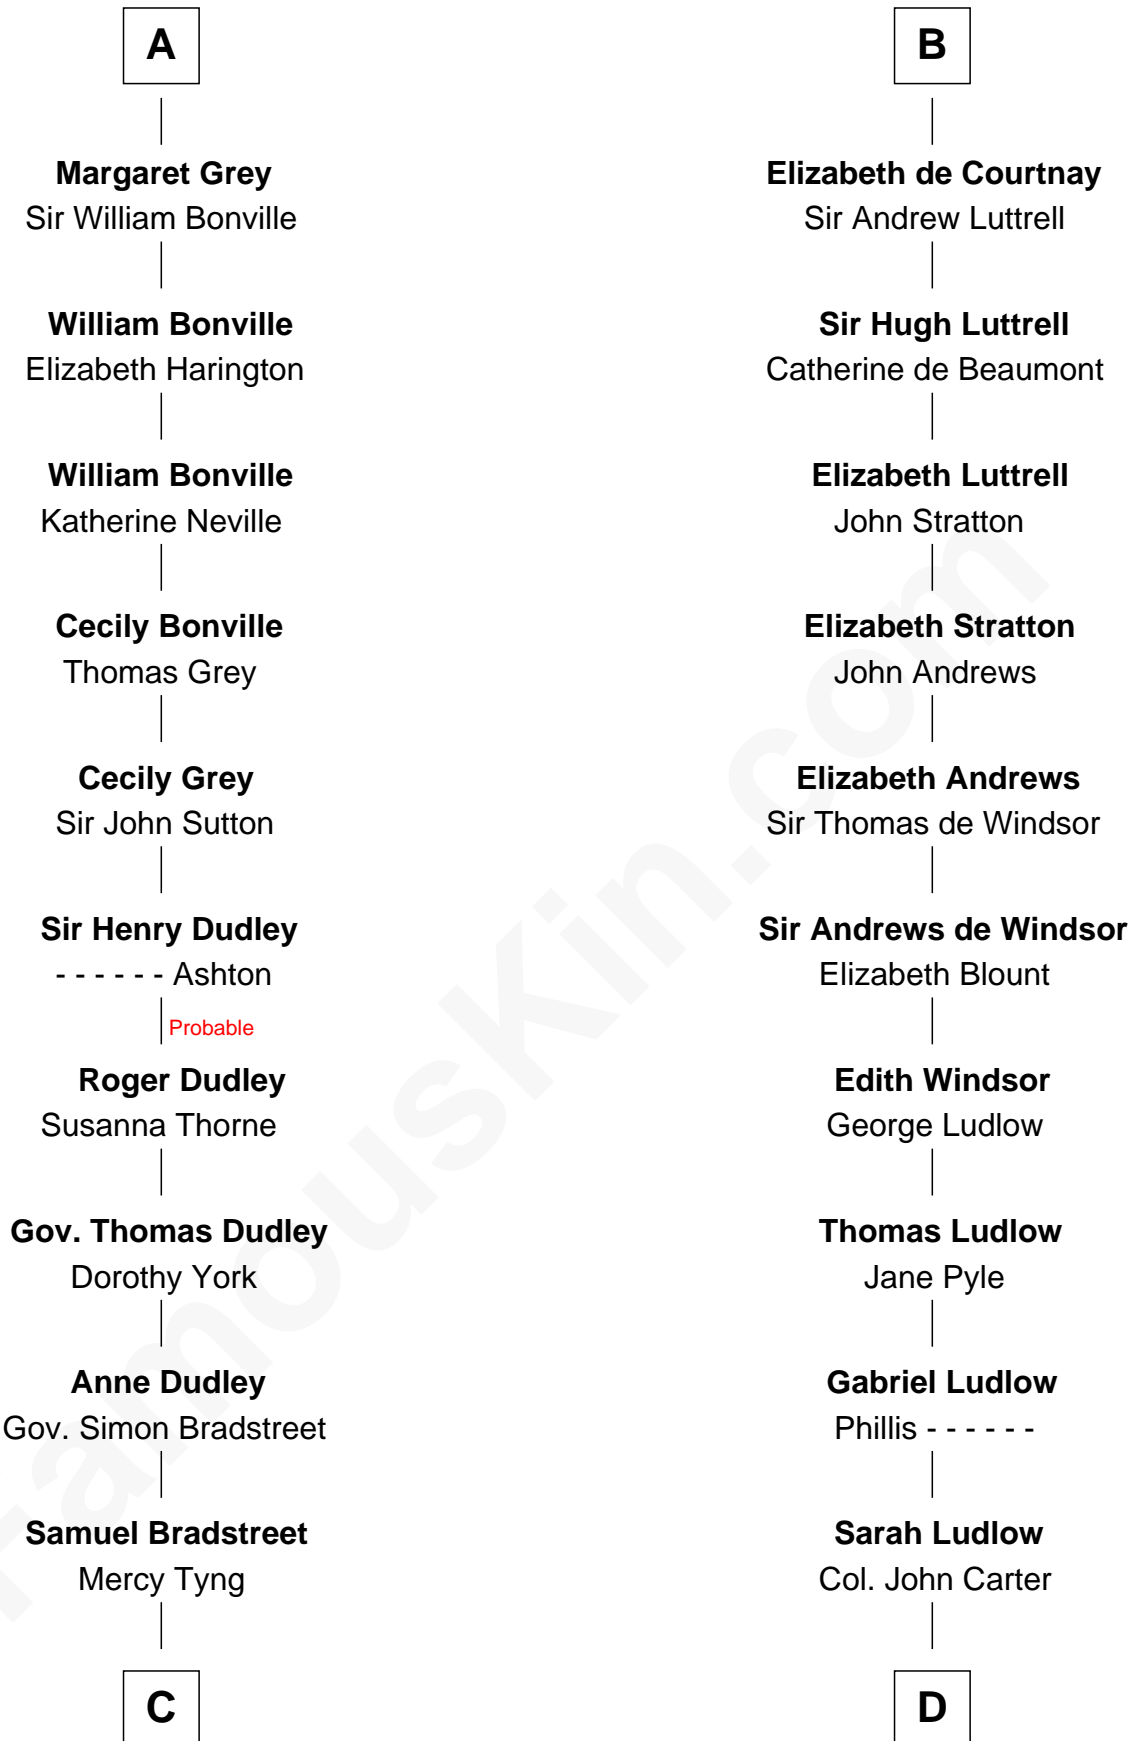 A
Margaret Grey
Sir William Bonville
William Bonville
Elizabeth Harington
William Bonville
Katherine Neville
Cecily Bonville
Thomas Grey
Cecily Grey
Sir John Sutton
Sir Henry Dudley
- - - - - - Ashton
Probable
Roger Dudley
Susanna Thorne
Gov. Thomas Dudley
Dorothy York
Anne Dudley
Gov. Simon Bradstreet
Samuel Bradstreet
Mercy Tyng
C
B
Elizabeth de Courtnay
Sir Andrew Luttrell
Sir Hugh Luttrell
Catherine de Beaumont
Elizabeth Luttrell
John Stratton
Elizabeth Stratton
John Andrews
Elizabeth Andrews
Sir Thomas de Windsor
Sir Andrews de Windsor
Elizabeth Blount
Edith Windsor
George Ludlow
Thomas Ludlow
Jane Pyle
Gabriel Ludlow
Phillis - - - - - -
Sarah Ludlow
Col. John Carter
D
FamousKin.com